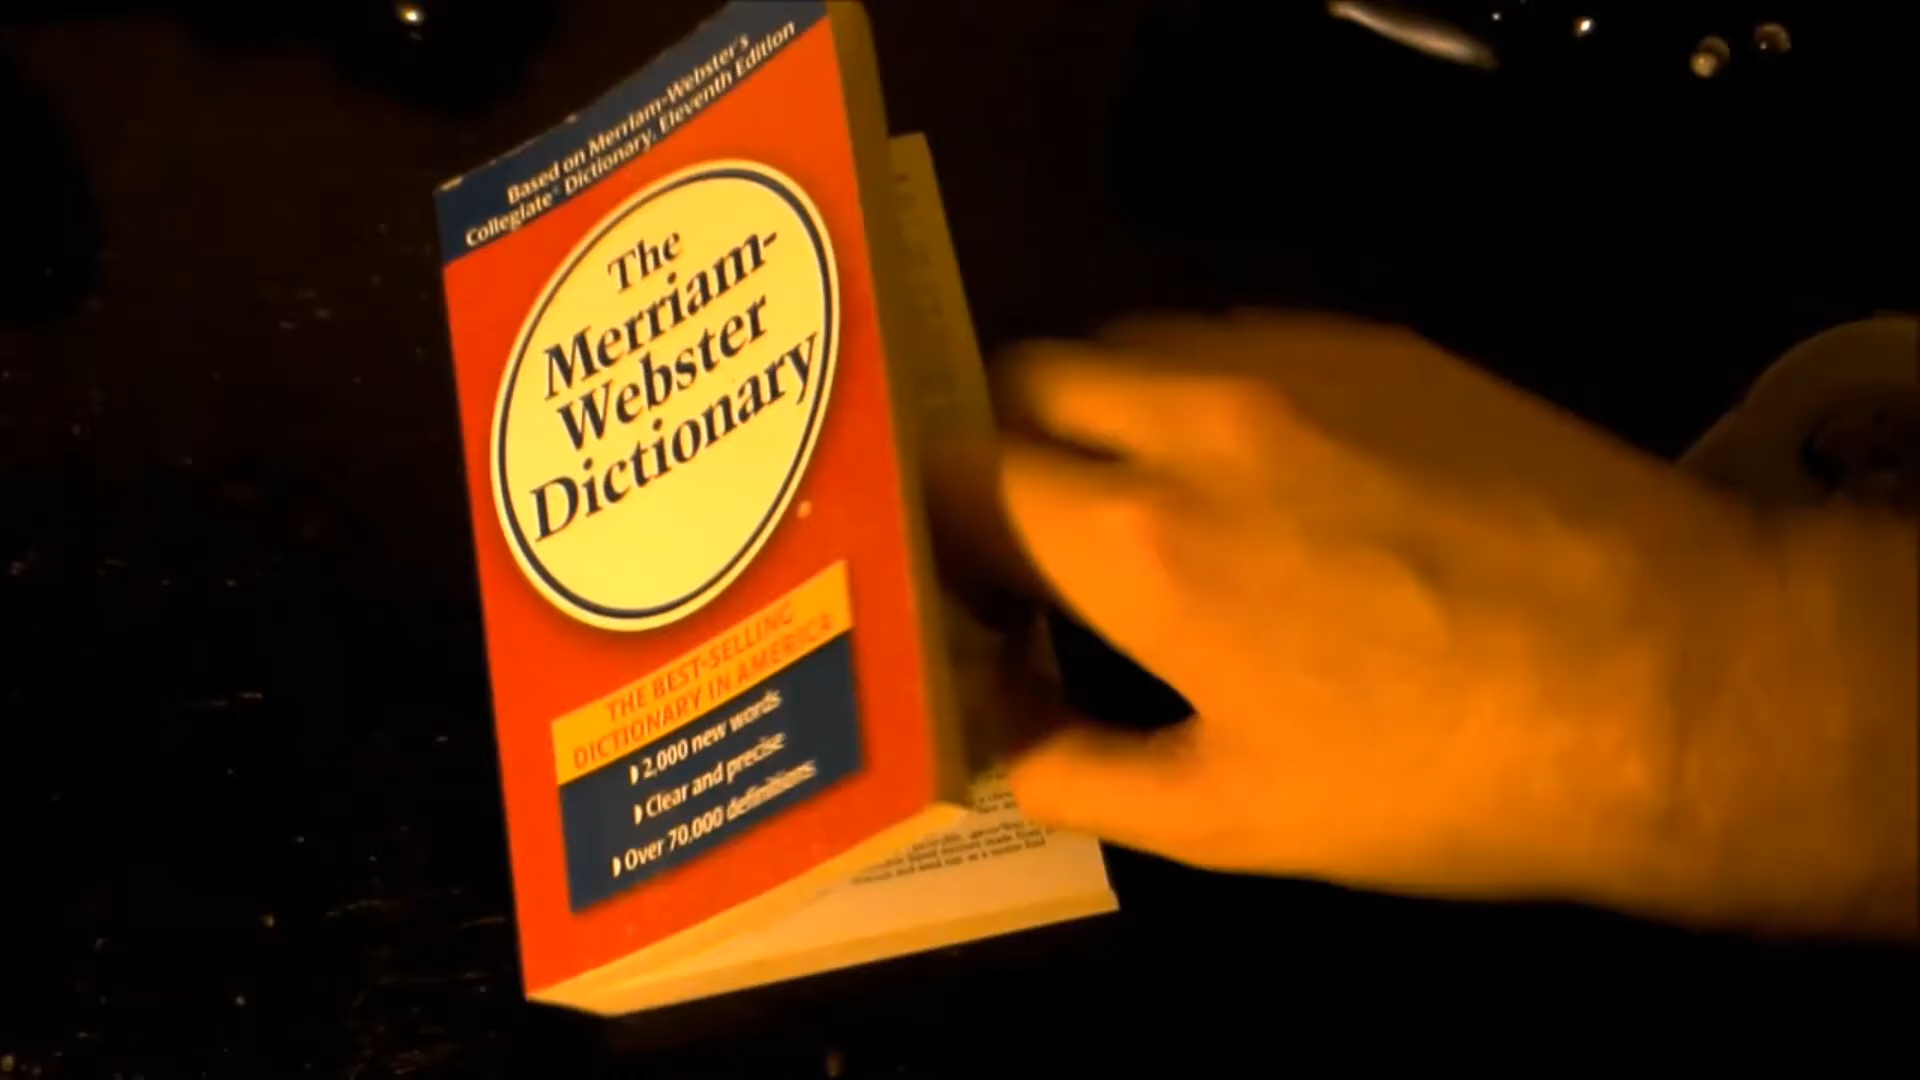 Based on Merriam-Webster's
Collegiate® Dictionary, Eleventh Edition
The
Merriam-
Webster
Dictionary
THE BEST-SELLING
DICTIONARY IN AMERICA
◗ 2,000 new words
◗ Clear and precise
◗ Over 70,000 definitions